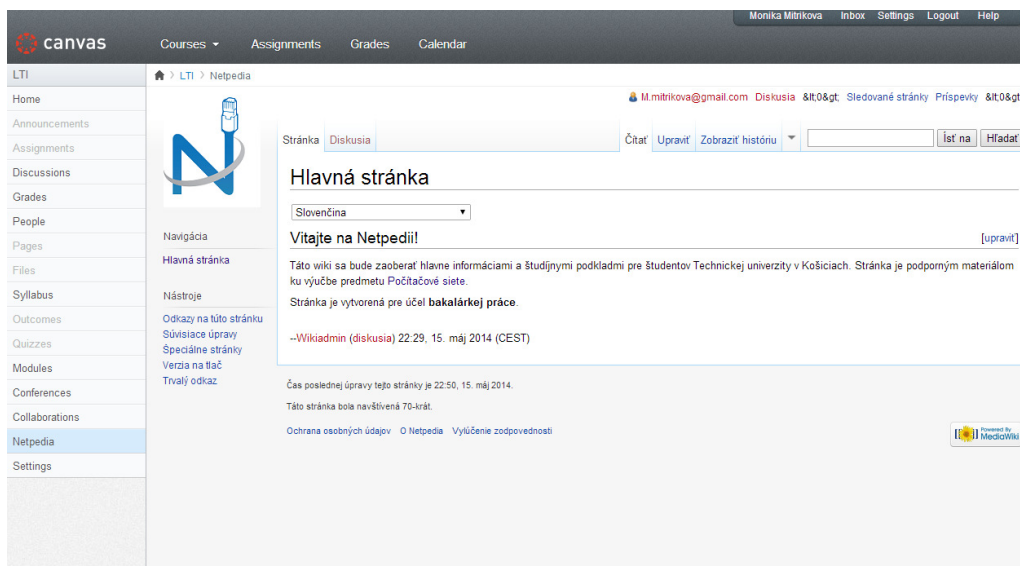 Monika Mitrikova Inbox Settings Logout Help
canvas Courses Assignments Grades Calendar
LTI
Home
Announcements
Assignments
Discussions
Grades
People
Pages
Files
Syllabus
Outcomes
Quizzes
Modules
Conferences
Collaborations
Netpedia
Settings
LTI > Netpedia
M.mitrikova@gmail.com Diskusia &lt;0&gt; Sledované stránky Príspevky &lt;0&gt
N
Navigácia
Hlavná stránka
Nástroje
Odkazy na túto stránku
Súvisiace úpravy
Špeciálne stránky
Verzia na tlač
Trvalý odkaz
Stránka Diskusia Čítať Upraviť Zobraziť históriu Ísť na Hľadať
Hlavná stránka
Slovenčina
Vitajte na Netpedii! [upraviť]
Táto wiki sa bude zaoberať hlavne informáciami a študíjnymi podkladmi pre študentov Technickej univerzity v Košiciach. Stránka je podporným materiálom
ku výučbe predmetu Počítačové siete.
Stránka je vytvorená pre účel bakalárkej práce.
--Wikiadmin (diskusia) 22:29, 15. máj 2014 (CEST)
Čas poslednej úpravy tejto stránky je 22:50, 15. máj 2014.
Táto stránka bola navštívená 70-krát.
Ochrana osobných údajov O Netpedia Vylúčenie zodpovednosti
Powered By
MediaWiki